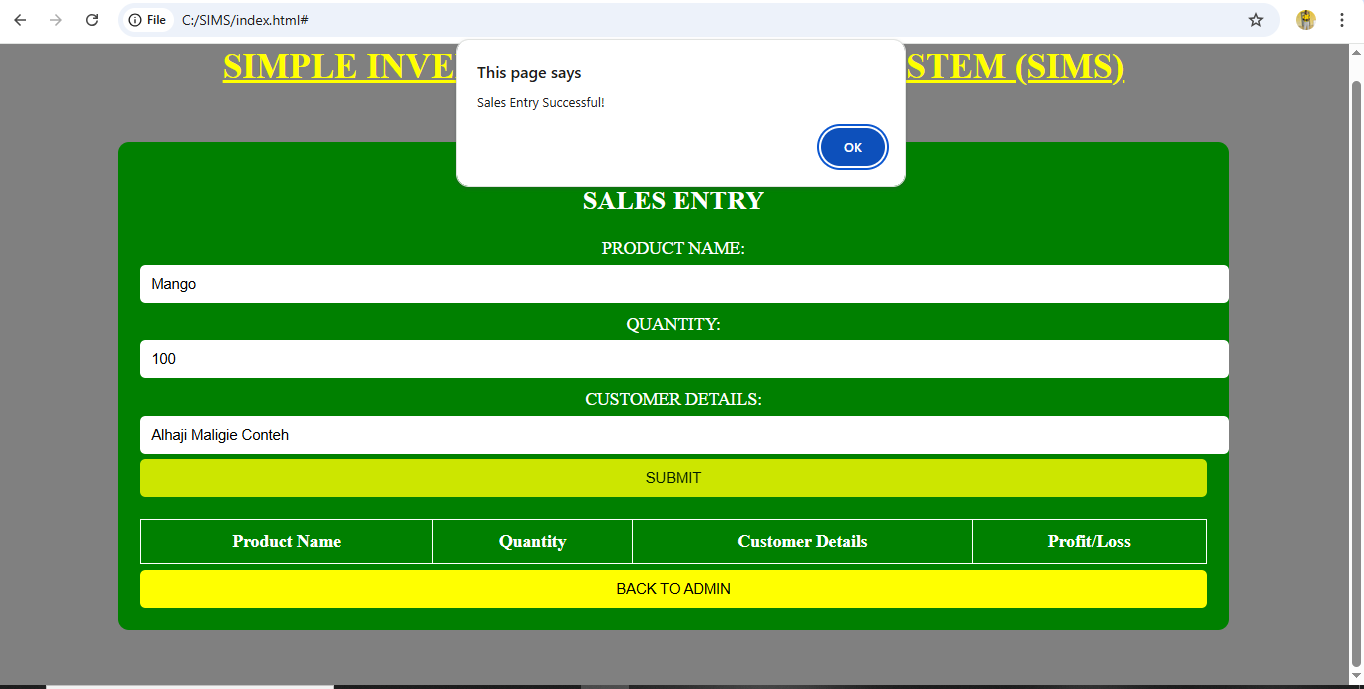 File C:/SIMS/index.html#
SIMPLE INVE STEM (SIMS)
This page says
Sales Entry Successful!
OK
SALES ENTRY
PRODUCT NAME:
Mango
QUANTITY:
100
CUSTOMER DETAILS:
Alhaji Maligie Conteh
SUBMIT
Product Name Quantity Customer Details Profit/Loss
BACK TO ADMIN